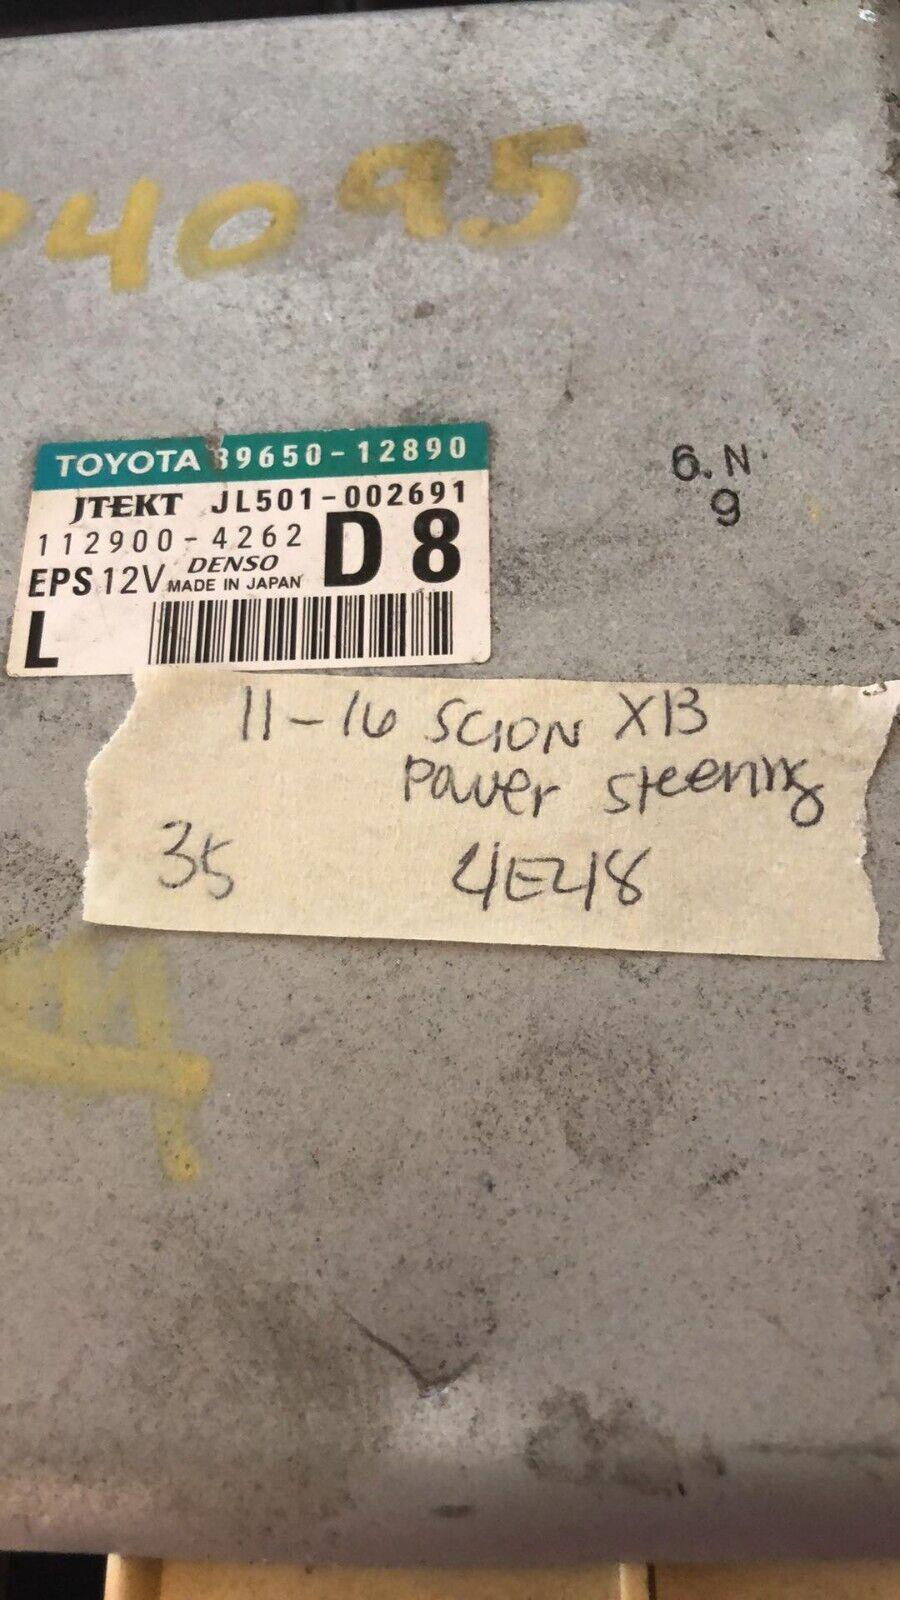 4095
TOYOTA 89650-12890
JTEKT JL501-002691
112900-4262 D8
DENSO
EPS 12V MADE IN JAPAN
L
6.N
9
11-16 SCION XB
Power Steering
35 4E48